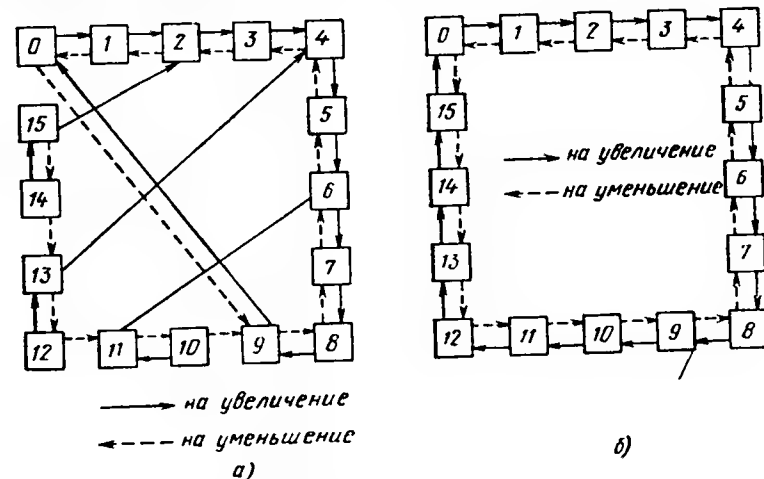 0 1 2 3 4
15 5
14 6
13 7
12 11 10 9 8
на увеличение
на уменьшение
а)
0 1 2 3 4
15 5
14 6
13 7
12 11 10 9 8
на увеличение
на уменьшение
б)